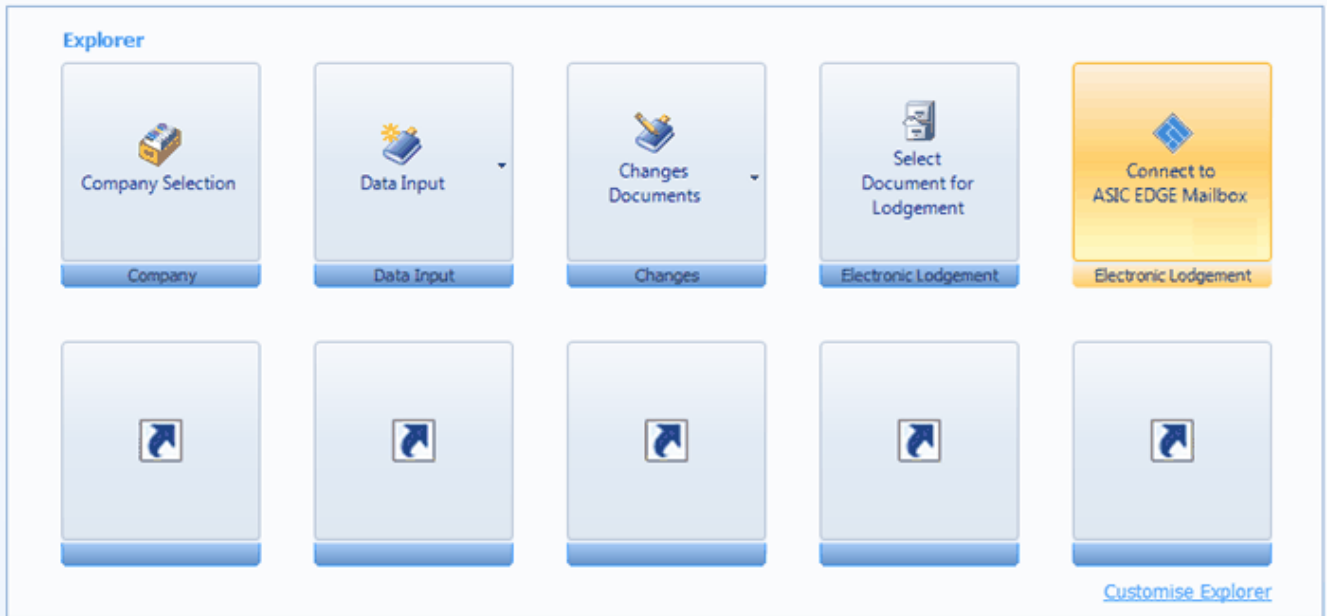 Explorer
Company Selection
Data Input
Changes
Documents
Select
Document for
Lodgement
Connect to
ASIC EDGE Mailbox
Company
Data Input
Changes
Electronic Lodgement
Electronic Lodgement
Customise Explorer